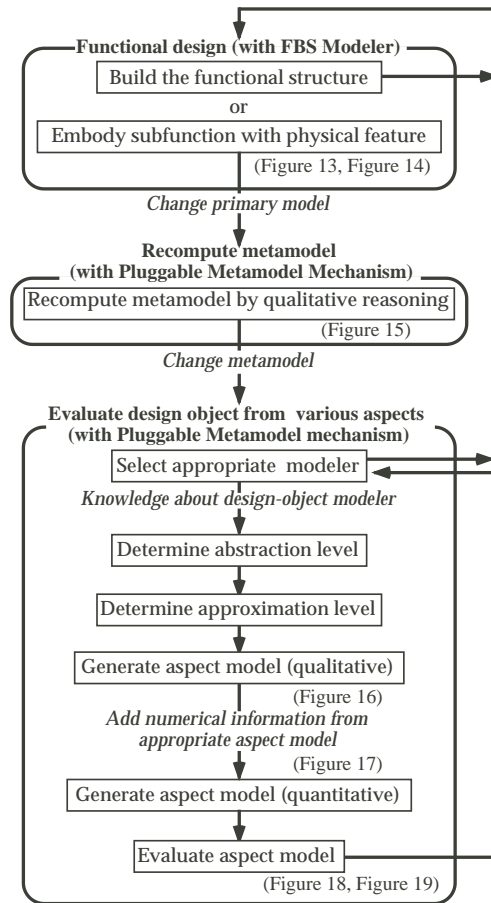 Functional design (with FBS Modeler)
Build the functional structure
or
Embody subfunction with physical feature
(Figure 13, Figure 14)
Change primary model
Recompute metamodel
(with Pluggable Metamodel Mechanism)
Recompute metamodel by qualitative reasoning
(Figure 15)
Change metamodel
Evaluate design object from various aspects
(with Pluggable Metamodel mechanism)
Select appropriate modeler
Knowledge about design-object modeler
Determine abstraction level
Determine approximation level
Generate aspect model (qualitative)
(Figure 16)
Add numerical information from
appropriate aspect model
(Figure 17)
Generate aspect model (quantitative)
Evaluate aspect model
(Figure 18, Figure 19)